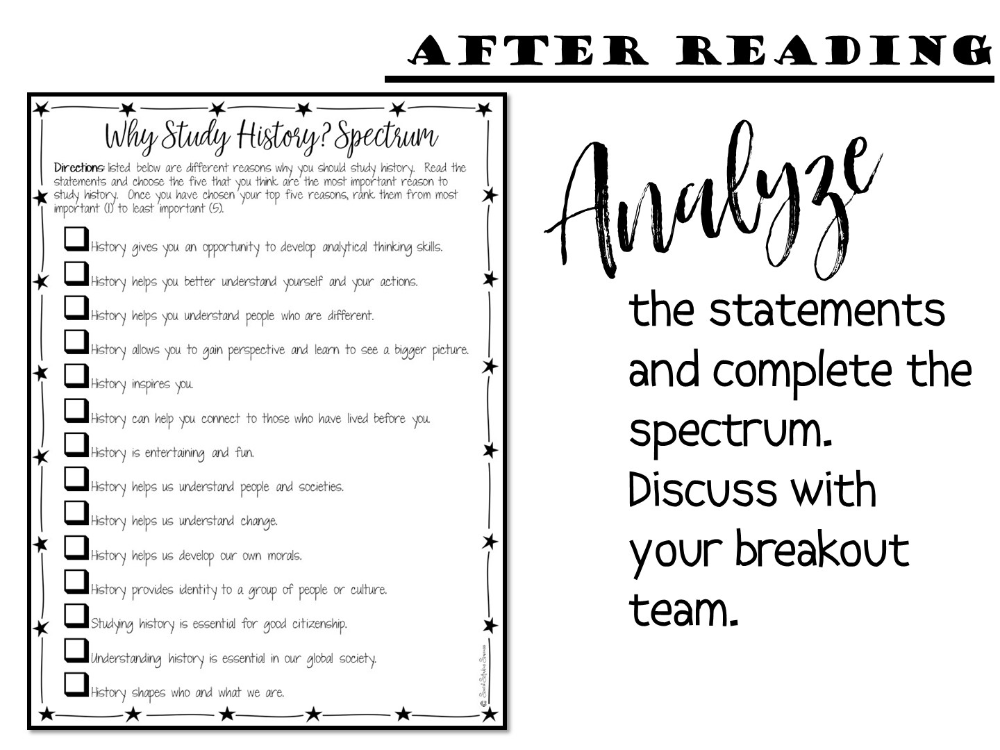 AFTER READING
Why Study History? Spectrum
Directions: listed below are different reasons why you should study history. Read the
statements and choose the five that you think are the most important reason to
study history. Once you have chosen your top five reasons, rank them from most
important (1) to least important (5).
History gives you an opportunity to develop analytical thinking skills.
History helps you better understand yourself and your actions.
History helps you understand people who are different.
History allows you to gain perspective and learn to see a bigger picture.
History inspires you.
History can help you connect to those who have lived before you.
History is entertaining and fun.
History helps us understand people and societies.
History helps us understand change.
History helps us develop our own morals.
History provides identity to a group of people or culture.
Studying history is essential for good citizenship.
Understanding history is essential in our global society.
History shapes who and what we are.
©
Analyze
the statements
and complete the
spectrum.
Discuss with
your breakout
team.